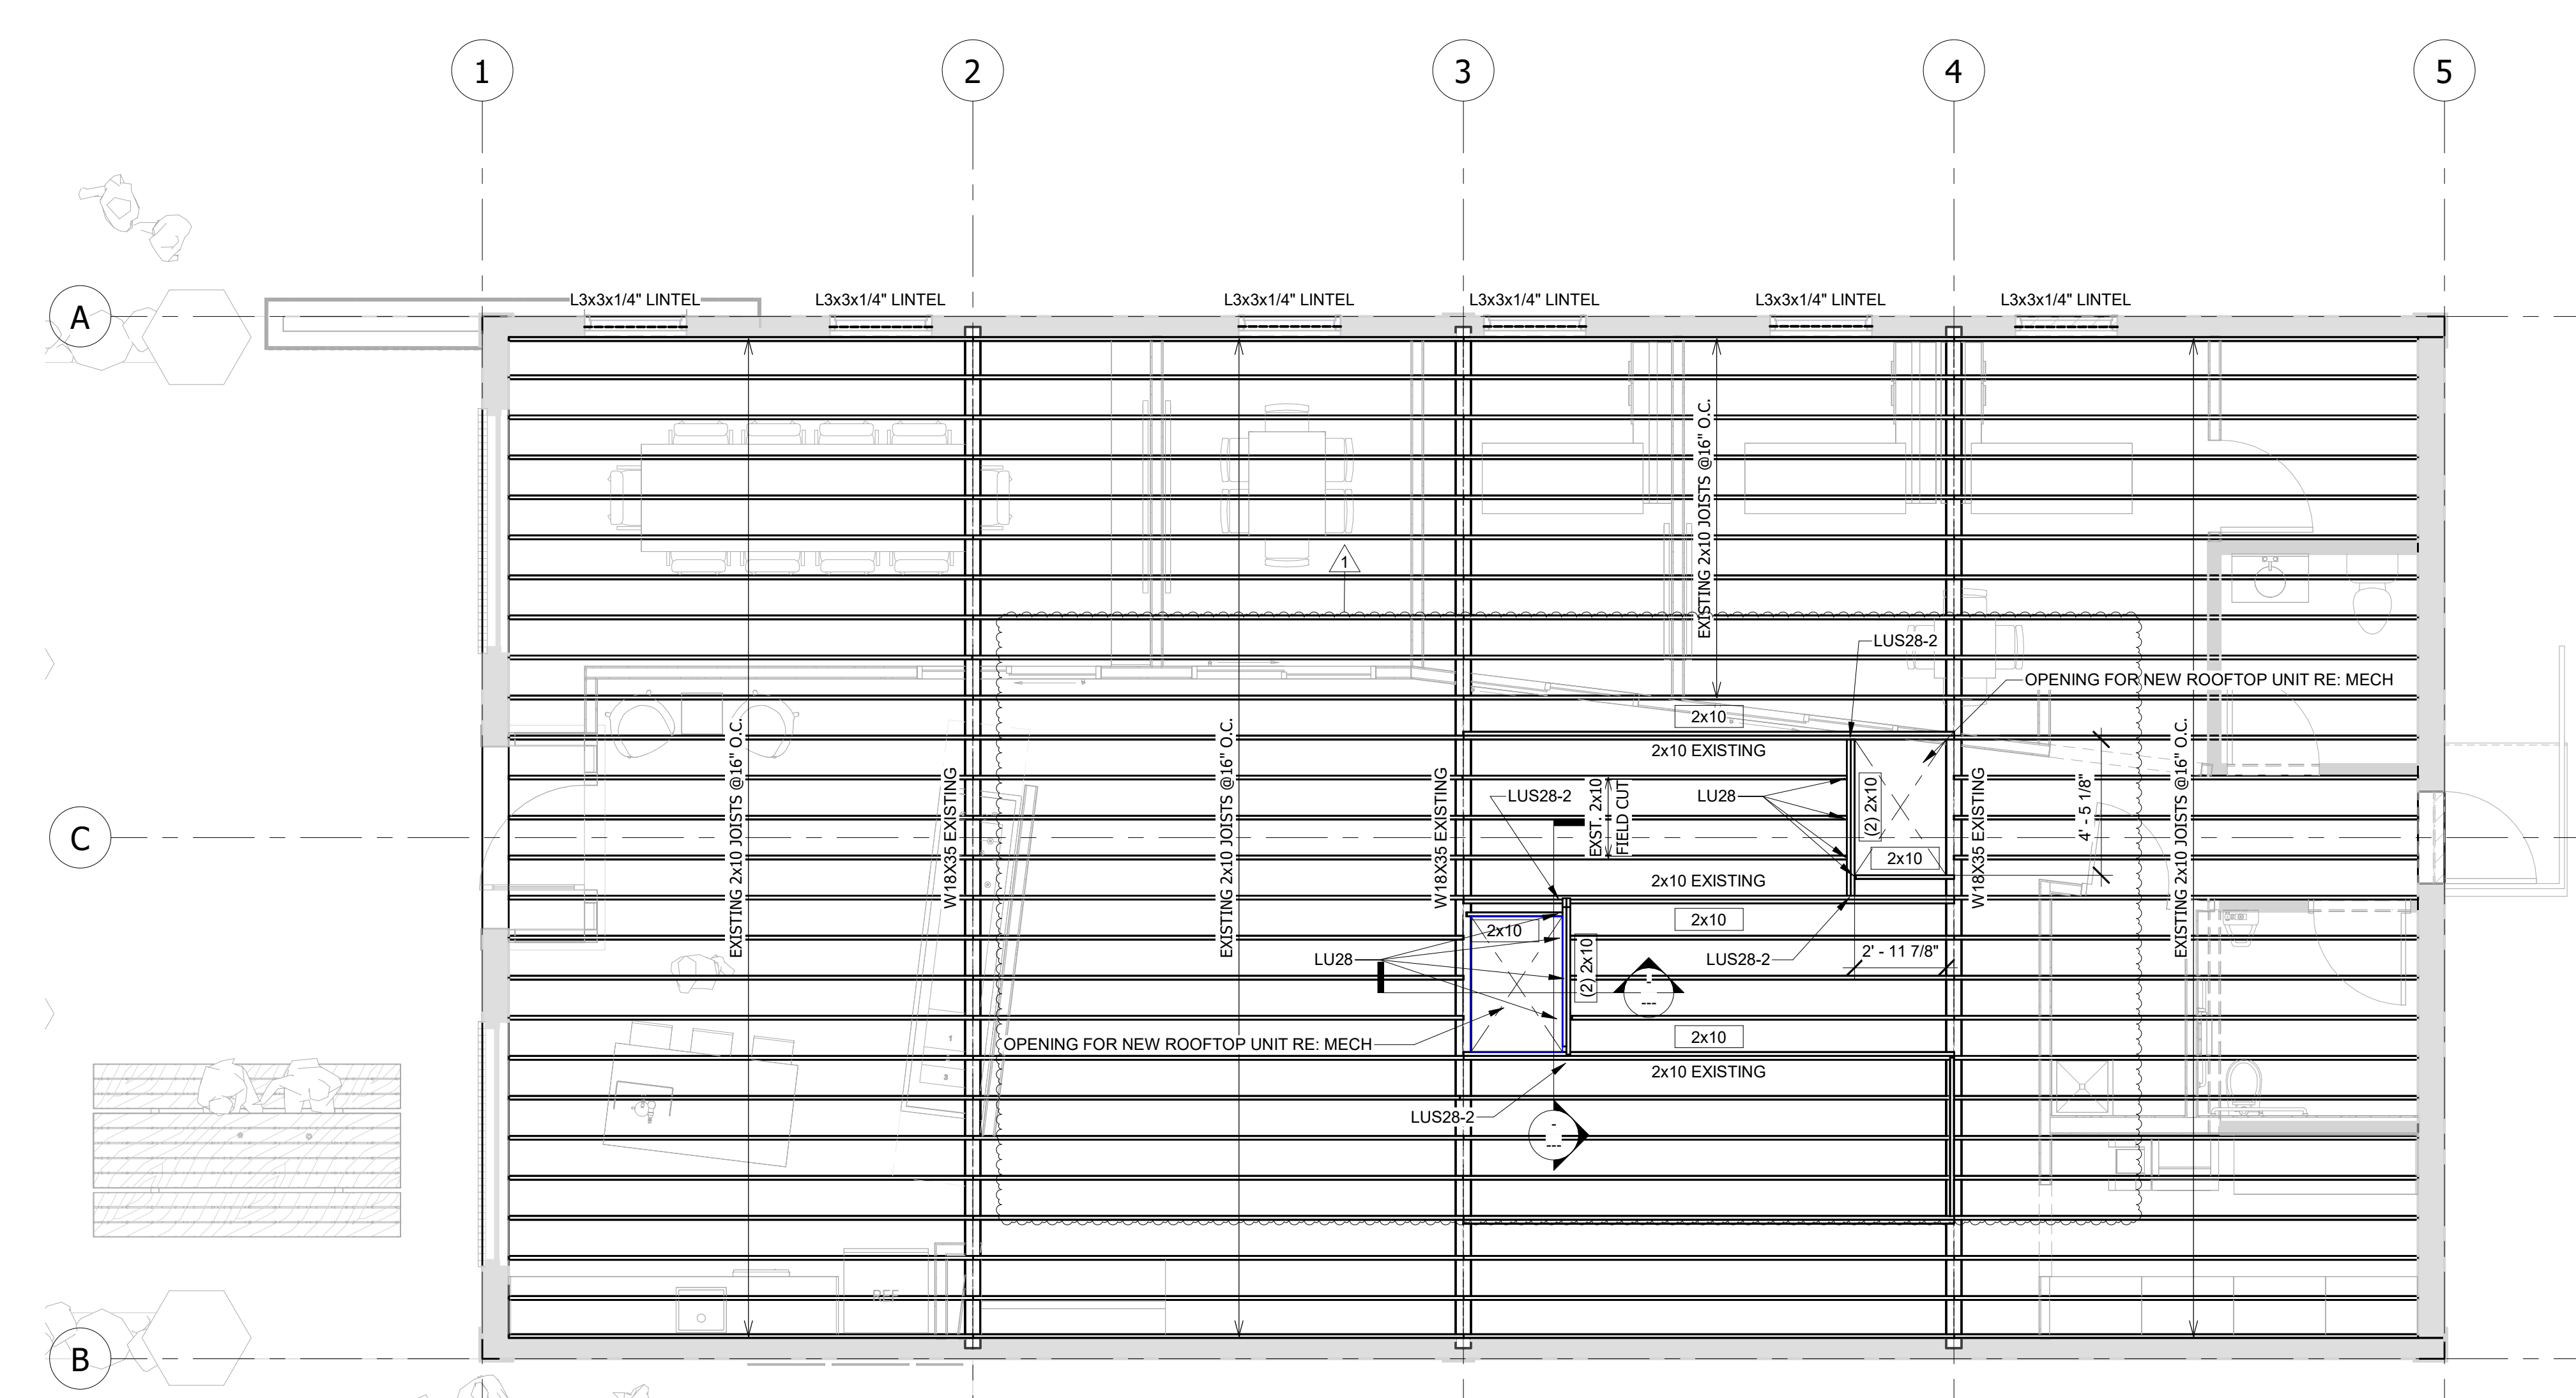 1 2 3 4 5
A
L3x3x1/4" LINTEL L3x3x1/4" LINTEL L3x3x1/4" LINTEL L3x3x1/4" LINTEL L3x3x1/4" LINTEL L3x3x1/4" LINTEL
EXISTING 2x10 JOISTS @16" O.C.
1
LUS28-2
OPENING FOR NEW ROOFTOP UNIT RE: MECH
2x10
2x10 EXISTING
EXISTING 2x10 JOISTS @16" O.C.
W18X35 EXISTING
EXISTING 2x10 JOISTS @16" O.C.
W18X35 EXISTING
LUS28-2
EXST. 2x10
FIELD CUT
LU28
(2) 2x10
2x10
W18X35 EXISTING
4' - 5 1/8"
EXISTING 2x10 JOISTS @16" O.C.
C
2x10 EXISTING
2x10
2x10
LU28
(2) 2x10
LUS28-2
2' - 11 7/8"
-
---
OPENING FOR NEW ROOFTOP UNIT RE: MECH
2x10
2x10 EXISTING
LUS28-2
-
---
1
3
REF
B